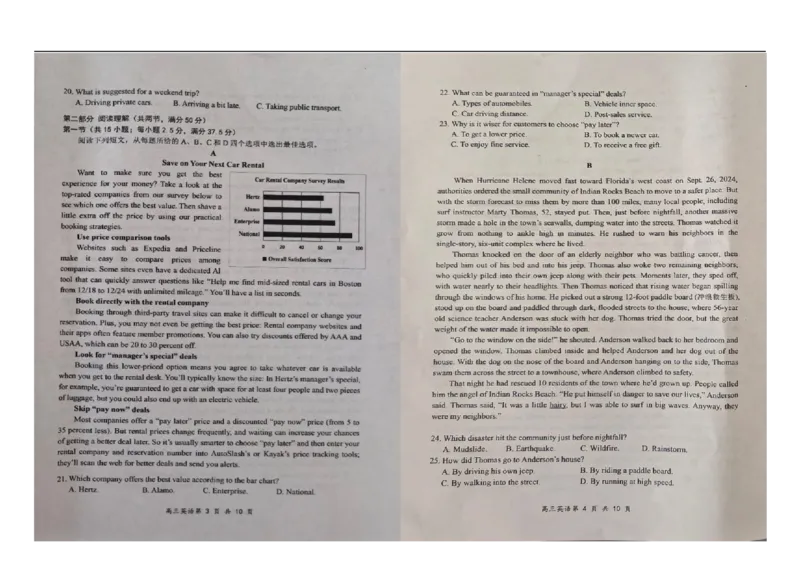 20. What is suggested for a weekend trip?
A. Driving private cars. B. Arriving a bit late. C. Taking public transport.
第二部分 阅读理解（共两节，满分 50 分）
第一节（共 15 小题；每小题 2.5 分，满分 37.5 分）
阅读下列短文，从每题所给的 A、B、C 和 D 四个选项中选出最佳选项。
A
Save on Your Next Car Rental
Want to make sure you get the best
experience for your money? Take a look at the
top-rated companies from our survey below to
see which one offers the best value. Then shave a
little extra off the price by using our practical
booking strategies.
Car Rental Company Survey Results
Hertz
Alamo
Enterprise
National
0 20 40 60 80 100
■ Overall Satisfaction Score
Use price comparison tools
Websites such as Expedia and Priceline
make it easy to compare prices among
companies. Some sites even have a dedicated AI
tool that can quickly answer questions like "Help me find mid-sized rental cars in Boston
from 12/18 to 12/24 with unlimited mileage." You'll have a list in seconds.
Book directly with the rental company
Booking through third-party travel sites can make it difficult to cancel or change your
reservation. Plus, you may not even be getting the best price: Rental company websites and
their apps often feature member promotions. You can also try discounts offered by AAA and
USAA, which can be 20 to 30 percent off.
Look for "manager's special" deals
Booking this lower-priced option means you agree to take whatever car is available
when you get to the rental desk. You'll typically know the size: In Hertz's manager's special,
for example, you're guaranteed to get a car with space for at least four people and two pieces
of luggage, but you could also end up with an electric vehicle.
Skip "pay now" deals
Most companies offer a "pay later" price and a discounted "pay now" price (from 5 to
35 percent less). But rental prices change frequently, and waiting can increase your chances
of getting a better deal later. So it's usually smarter to choose "pay later" and then enter your
rental company and reservation number into AutoSlash's or Kayak's price tracking tools;
they'll scan the web for better deals and send you alerts.
21. Which company offers the best value according to the bar chart?
A. Hertz. B. Alamo. C. Enterprise. D. National.
高三英语第 3 页 共 10 页
22. What can be guaranteed in "manager's special" deals?
A. Types of automobiles. B. Vehicle inner space.
C. Car driving distance. D. Post-sales service.
23. Why is it wiser for customers to choose "pay later"?
A. To get a lower price. B. To book a newer car.
C. To enjoy fine service. D. To receive a free gift.
B
When Hurricane Helene moved fast toward Florida's west coast on Sept. 26, 2024,
authorities ordered the small community of Indian Rocks Beach to move to a safer place. But
with the storm forecast to miss them by more than 100 miles, many local people, including
surf instructor Marty Thomas, 52, stayed put. Then, just before nightfall, another massive
storm made a hole in the town's seawalls, dumping water into the streets. Thomas watched it
grow from nothing to ankle high in minutes. He rushed to warn his neighbors in the
single-story, six-unit complex where he lived.
Thomas knocked on the door of an elderly neighbor who was battling cancer, then
helped him out of his bed and into his jeep. Thomas also woke two remaining neighbors,
who quickly piled into their own jeep along with their pets. Moments later, they sped off,
with water nearly to their headlights. Then Thomas noticed that rising water began spilling
through the windows of his home. He picked out a strong 12-foot paddle board (冲浪救生板),
stood up on the board and paddled through dark, flooded streets to the house, where 56-year
old science teacher Anderson was stuck with her dog. Thomas tried the door, but the great
weight of the water made it impossible to open.
"Go to the window on the side!" he shouted. Anderson walked back to her bedroom and
opened the window. Thomas climbed inside and helped Anderson and her dog out of the
house. With the dog on the nose of the board and Anderson hanging on to the side, Thomas
swam them across the street to a townhouse, where Anderson climbed to safety.
That night he had rescued 10 residents of the town where he'd grown up. People called
him the angel of Indian Rocks Beach. "He put himself in danger to save our lives," Anderson
said. Thomas said, "It was a little hairy, but I was able to surf in big waves. Anyway, they
were my neighbors."
24. Which disaster hit the community just before nightfall?
A. Mudslide. B. Earthquake. C. Wildfire. D. Rainstorm.
25. How did Thomas go to Anderson's house?
A. By driving his own jeep. B. By riding a paddle board.
C. By walking into the street. D. By running at high speed.
高三英语第 4 页 共 10 页